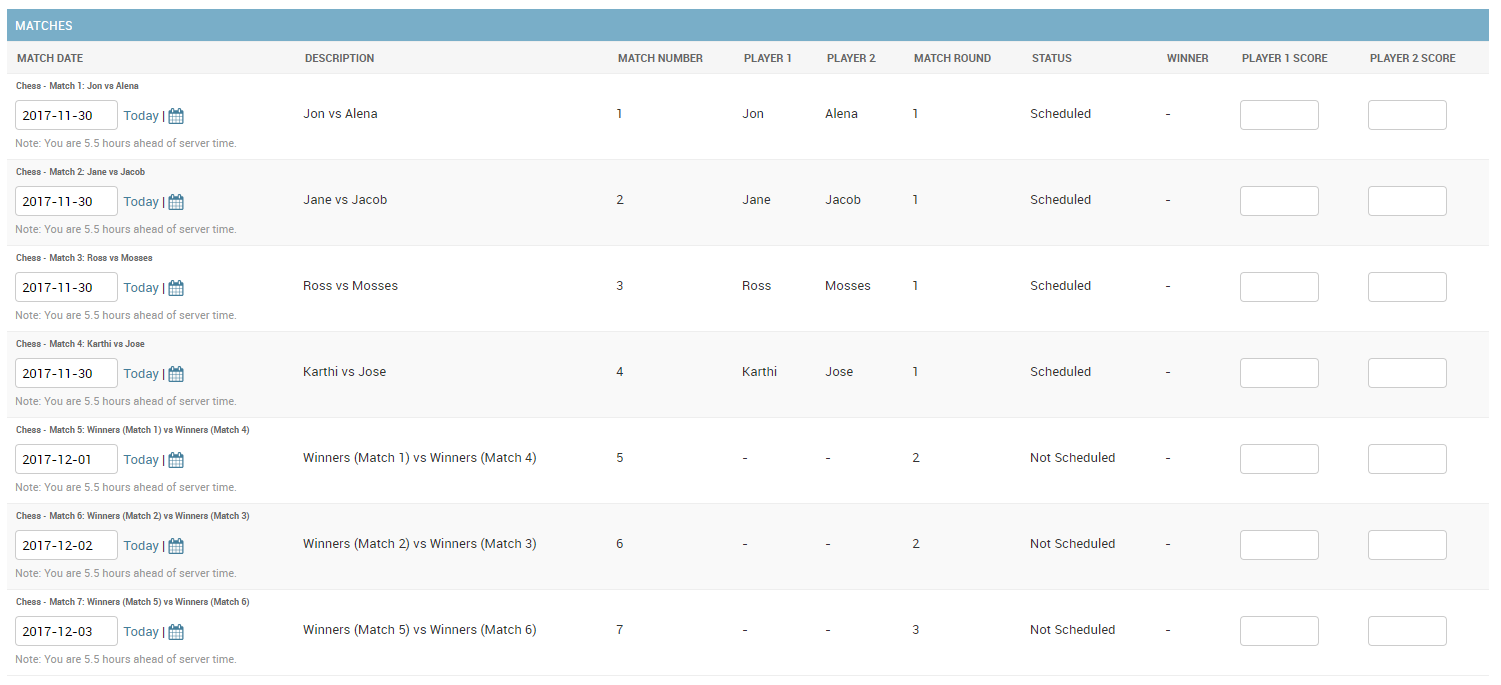 MATCHES
MATCH DATE DESCRIPTION MATCH NUMBER PLAYER 1 PLAYER 2 MATCH ROUND STATUS WINNER PLAYER 1 SCORE PLAYER 2 SCORE
Chess - Match 1: Jon vs Alena
2017-11-30 Today | Jon vs Alena 1 Jon Alena 1 Scheduled -
Note: You are 5.5 hours ahead of server time.
Chess - Match 2: Jane vs Jacob
2017-11-30 Today | Jane vs Jacob 2 Jane Jacob 1 Scheduled -
Note: You are 5.5 hours ahead of server time.
Chess - Match 3: Ross vs Mosses
2017-11-30 Today | Ross vs Mosses 3 Ross Mosses 1 Scheduled -
Note: You are 5.5 hours ahead of server time.
Chess - Match 4: Karthi vs Jose
2017-11-30 Today | Karthi vs Jose 4 Karthi Jose 1 Scheduled -
Note: You are 5.5 hours ahead of server time.
Chess - Match 5: Winners (Match 1) vs Winners (Match 4)
2017-12-01 Today | Winners (Match 1) vs Winners (Match 4) 5 - - 2 Not Scheduled -
Note: You are 5.5 hours ahead of server time.
Chess - Match 6: Winners (Match 2) vs Winners (Match 3)
2017-12-02 Today | Winners (Match 2) vs Winners (Match 3) 6 - - 2 Not Scheduled -
Note: You are 5.5 hours ahead of server time.
Chess - Match 7: Winners (Match 5) vs Winners (Match 6)
2017-12-03 Today | Winners (Match 5) vs Winners (Match 6) 7 - - 3 Not Scheduled -
Note: You are 5.5 hours ahead of server time.